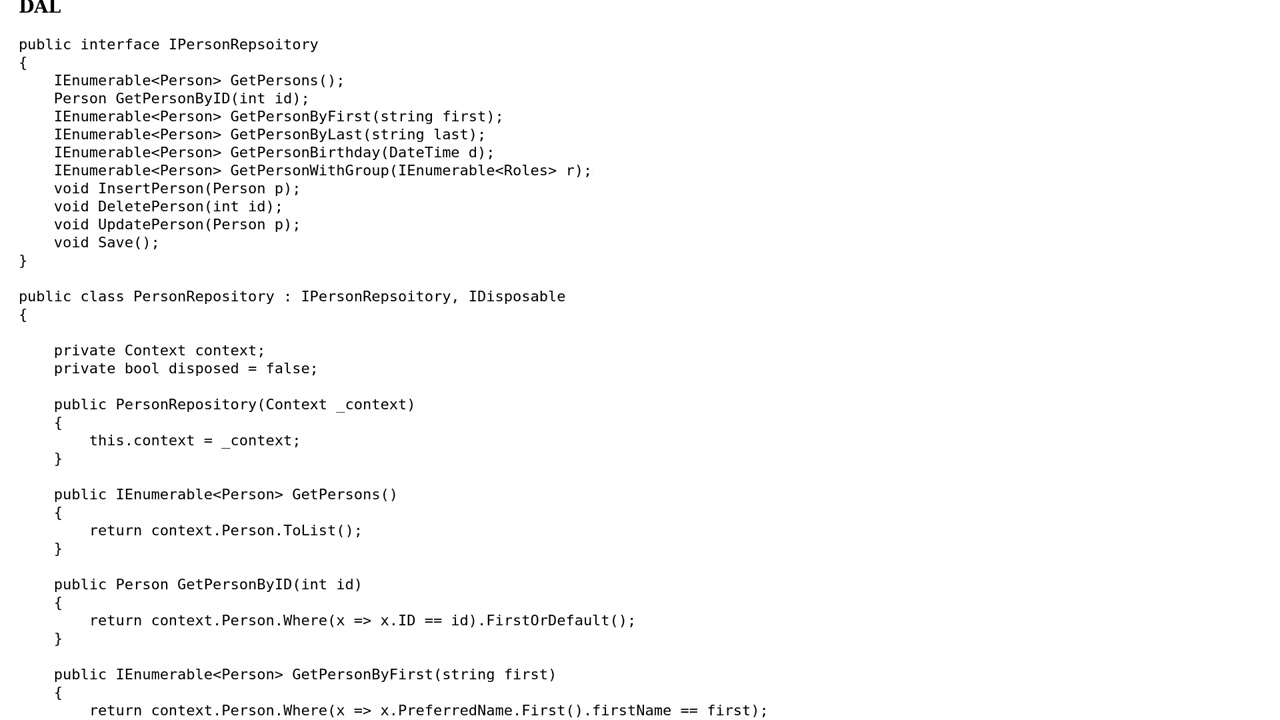 DAL
public interface IPersonRepsoitory
{
IEnumerable<Person> GetPersons();
Person GetPersonByID(int id);
IEnumerable<Person> GetPersonByFirst(string first);
IEnumerable<Person> GetPersonByLast(string last);
IEnumerable<Person> GetPersonBirthday(DateTime d);
IEnumerable<Person> GetPersonWithGroup(IEnumerable<Roles> r);
void InsertPerson(Person p);
void DeletePerson(int id);
void UpdatePerson(Person p);
void Save();
}
public class PersonRepository : IPersonRepsoitory, IDisposable
{
private Context context;
private bool disposed = false;
public PersonRepository(Context _context)
{
this.context = _context;
}
public IEnumerable<Person> GetPersons()
{
return context.Person.ToList();
}
public Person GetPersonByID(int id)
{
return context.Person.Where(x => x.ID == id).FirstOrDefault();
}
public IEnumerable<Person> GetPersonByFirst(string first)
{
return context.Person.Where(x => x.PreferredName.First().firstName == first);